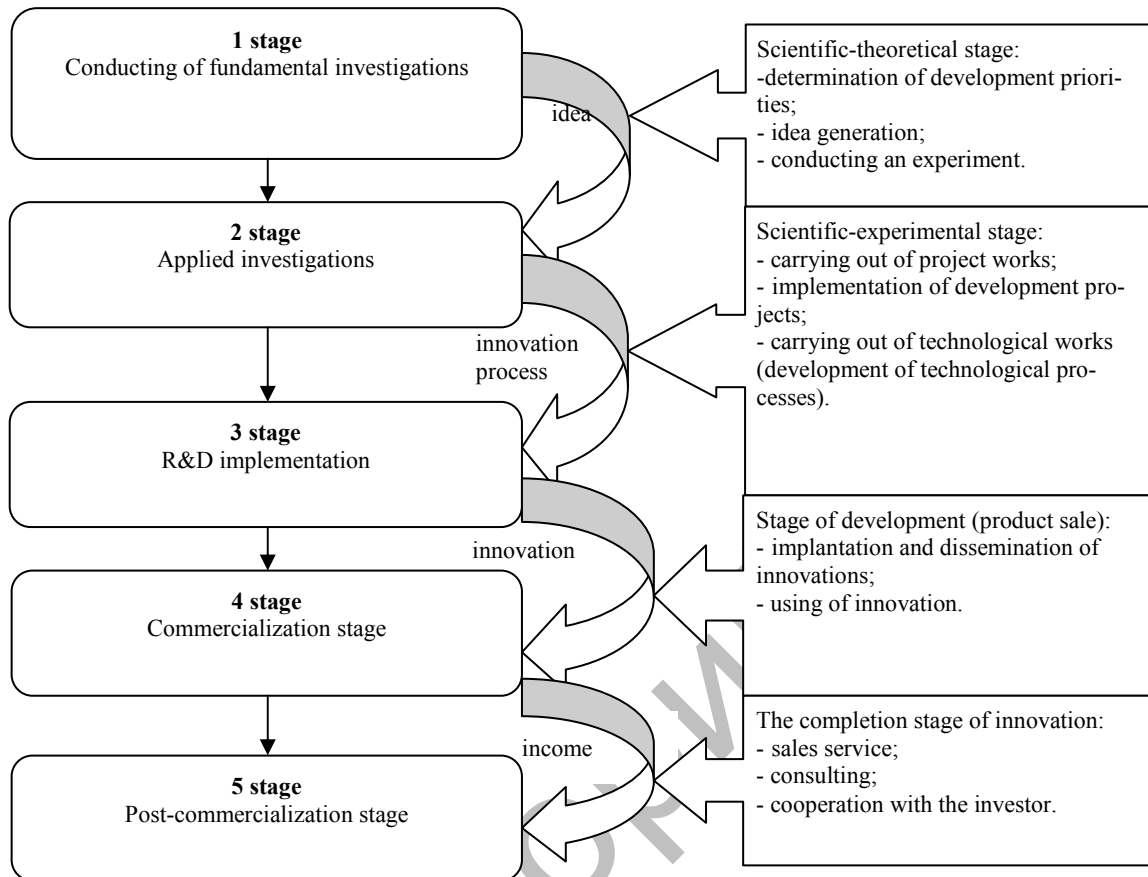 1 stage
Conducting of fundamental investigations
idea
Scientific-theoretical stage:
-determination of development priori-
ties;
- idea generation;
- conducting an experiment.
2 stage
Applied investigations
innovation
process
Scientific-experimental stage:
- carrying out of project works;
- implementation of development pro-
jects;
- carrying out of technological works
(development of technological pro-
cesses).
3 stage
R&D implementation
innovation
Stage of development (product sale):
- implantation and dissemination of
innovations;
- using of innovation.
4 stage
Commercialization stage
income
The completion stage of innovation:
- sales service;
- consulting;
- cooperation with the investor.
5 stage
Post-commercialization stage